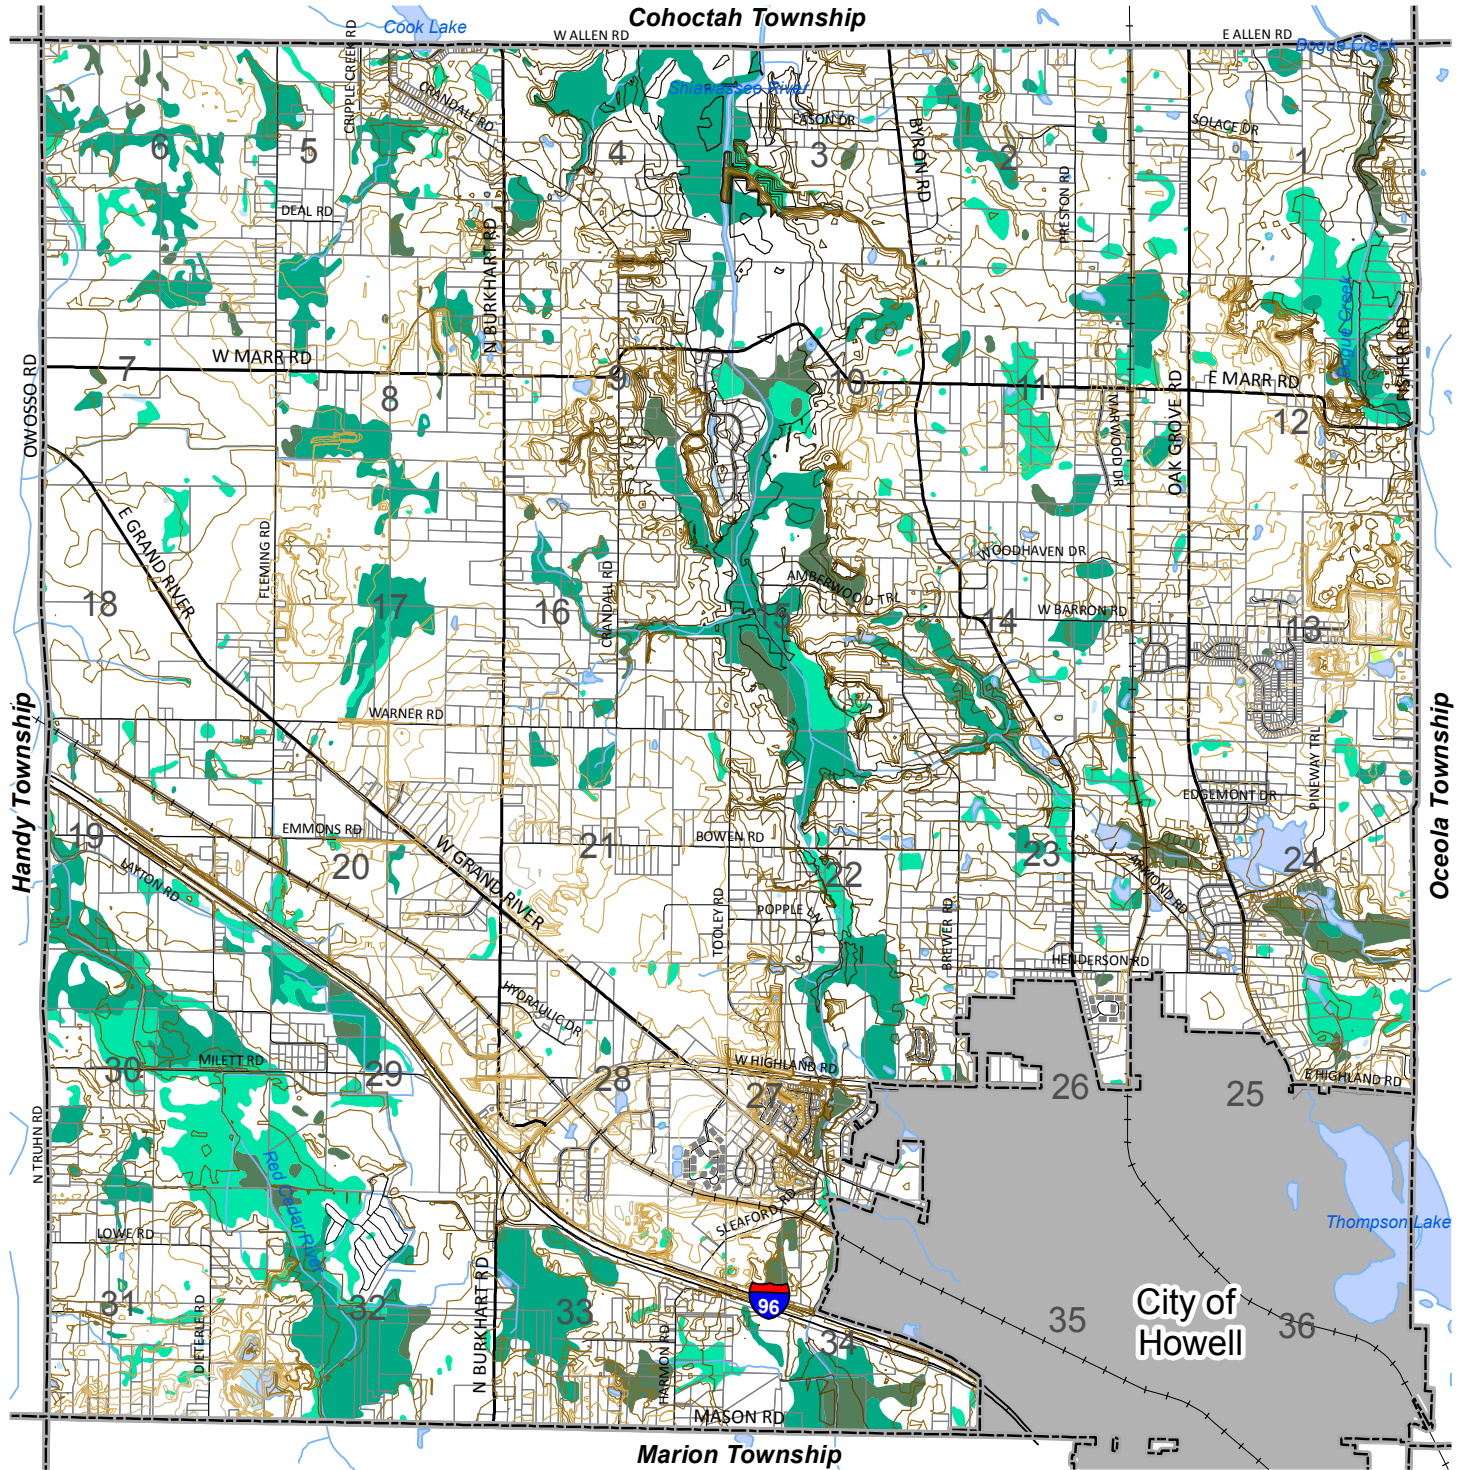 Cohoctah Township
Cook Lake
W ALLEN RD
E ALLEN RD
Bogue Creek
CRIPPLE CREEK RD
CRANDALL RD
Shiawassee River
EASON DR
BYRON RD
SOLAGE DR
6
5
4
3
2
1
DEAL RD
PRESTON RD
N BURKHART RD
Bogue Creek
FISHER RD
OWOSSO RD
7
W MARR RD
8
9
10
11
OAK GROVE RD
E MARR RD
12
MARWOOD DR
E GRAND RIVER
FLEMING RD
WOODHAVEN DR
AMBERWOOD TRL
18
17
16
CRANDALL RD
15
14
W BARRON RD
13
Handy Township
WARNER RD
Oceola Township
PINEWAY TRL
EDGEMONT DR
19
EMMONS RD
20
W GRAND RIVER
21
BOWEN RD
22
23
24
LAYTON RD
ARMOND RD
TOOLEY RD
POPPLE LN
BREWER RD
HENDERSON RD
HYDRAULIC DR
30
MILETT RD
29
28
W HIGHLAND RD
27
26
25
E HIGHLAND RD
N TRUHN RD
Red Cedar River
LOWE RD
SLEAFORD RD
Thompson Lake
31
DIETERLE RD
32
N BURKHART RD
33
HARMON RD
96
34
35
City of
Howell
36
MASON RD
Marion Township